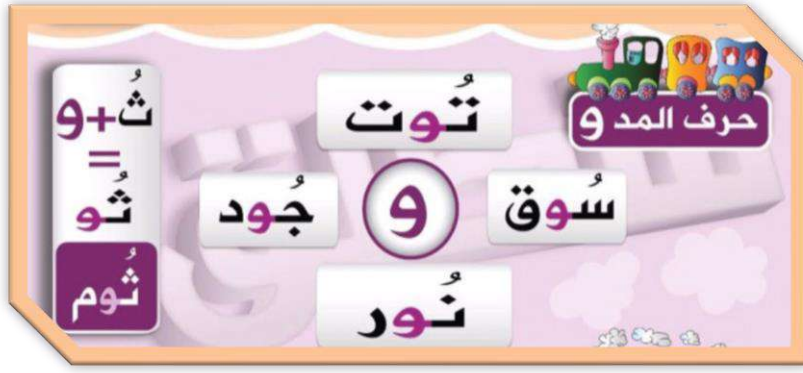 حرف المد و
تُوت
سُوق
و
جُود
نُور
ثُ+و
=
ثُو
ثُوم